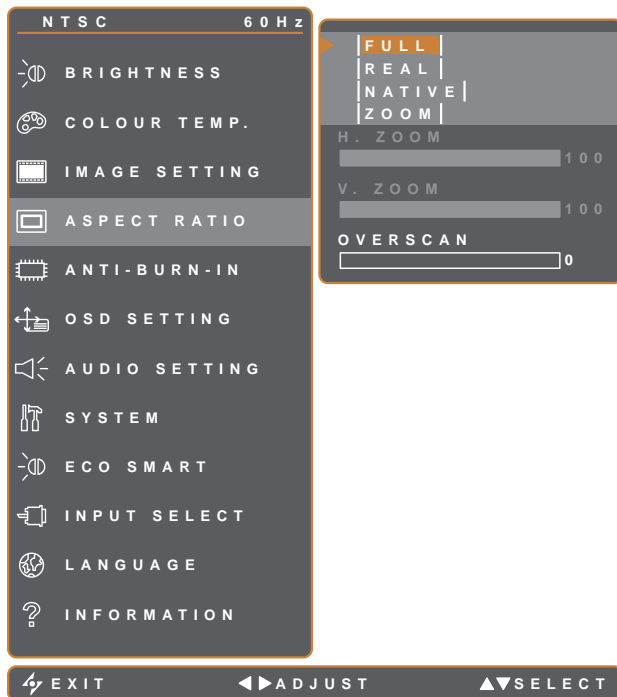 NTSC 60Hz
BRIGHTNESS
COLOUR TEMP.
IMAGE SETTING
ASPECT RATIO
ANTI-BURN-IN
OSD SETTING
AUDIO SETTING
SYSTEM
ECO SMART
INPUT SELECT
LANGUAGE
INFORMATION
FULL
REAL
NATIVE
ZOOM
H. ZOOM
100
V. ZOOM
100
OVERSCAN
0
EXIT ADJUST SELECT